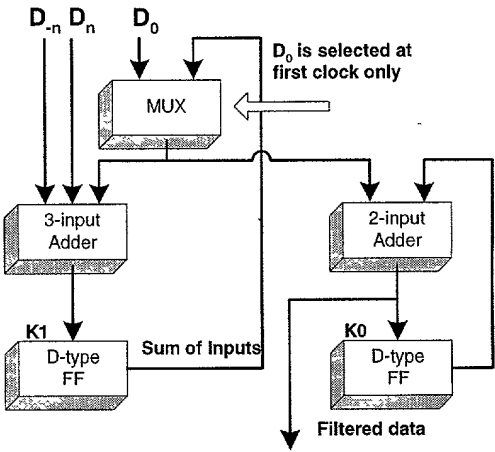 D-n Dn D0
D0 is selected at
first clock only
MUX
3-input
Adder
2-input
Adder
K1
D-type
FF
Sum of Inputs
K0
D-type
FF
Filtered data